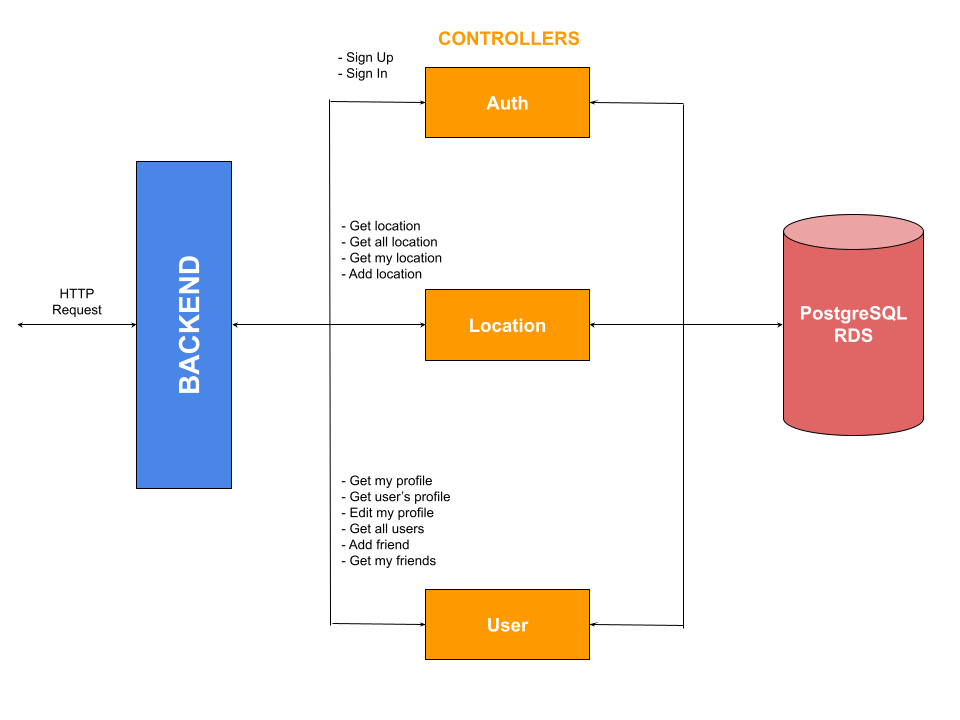 CONTROLLERS
- Sign Up
- Sign In
Auth
- Get location
- Get all location
- Get my location
- Add location
HTTP
Request
BACKEND
Location
PostgreSQL
RDS
- Get my profile
- Get user's profile
- Edit my profile
- Get all users
- Add friend
- Get my friends
User